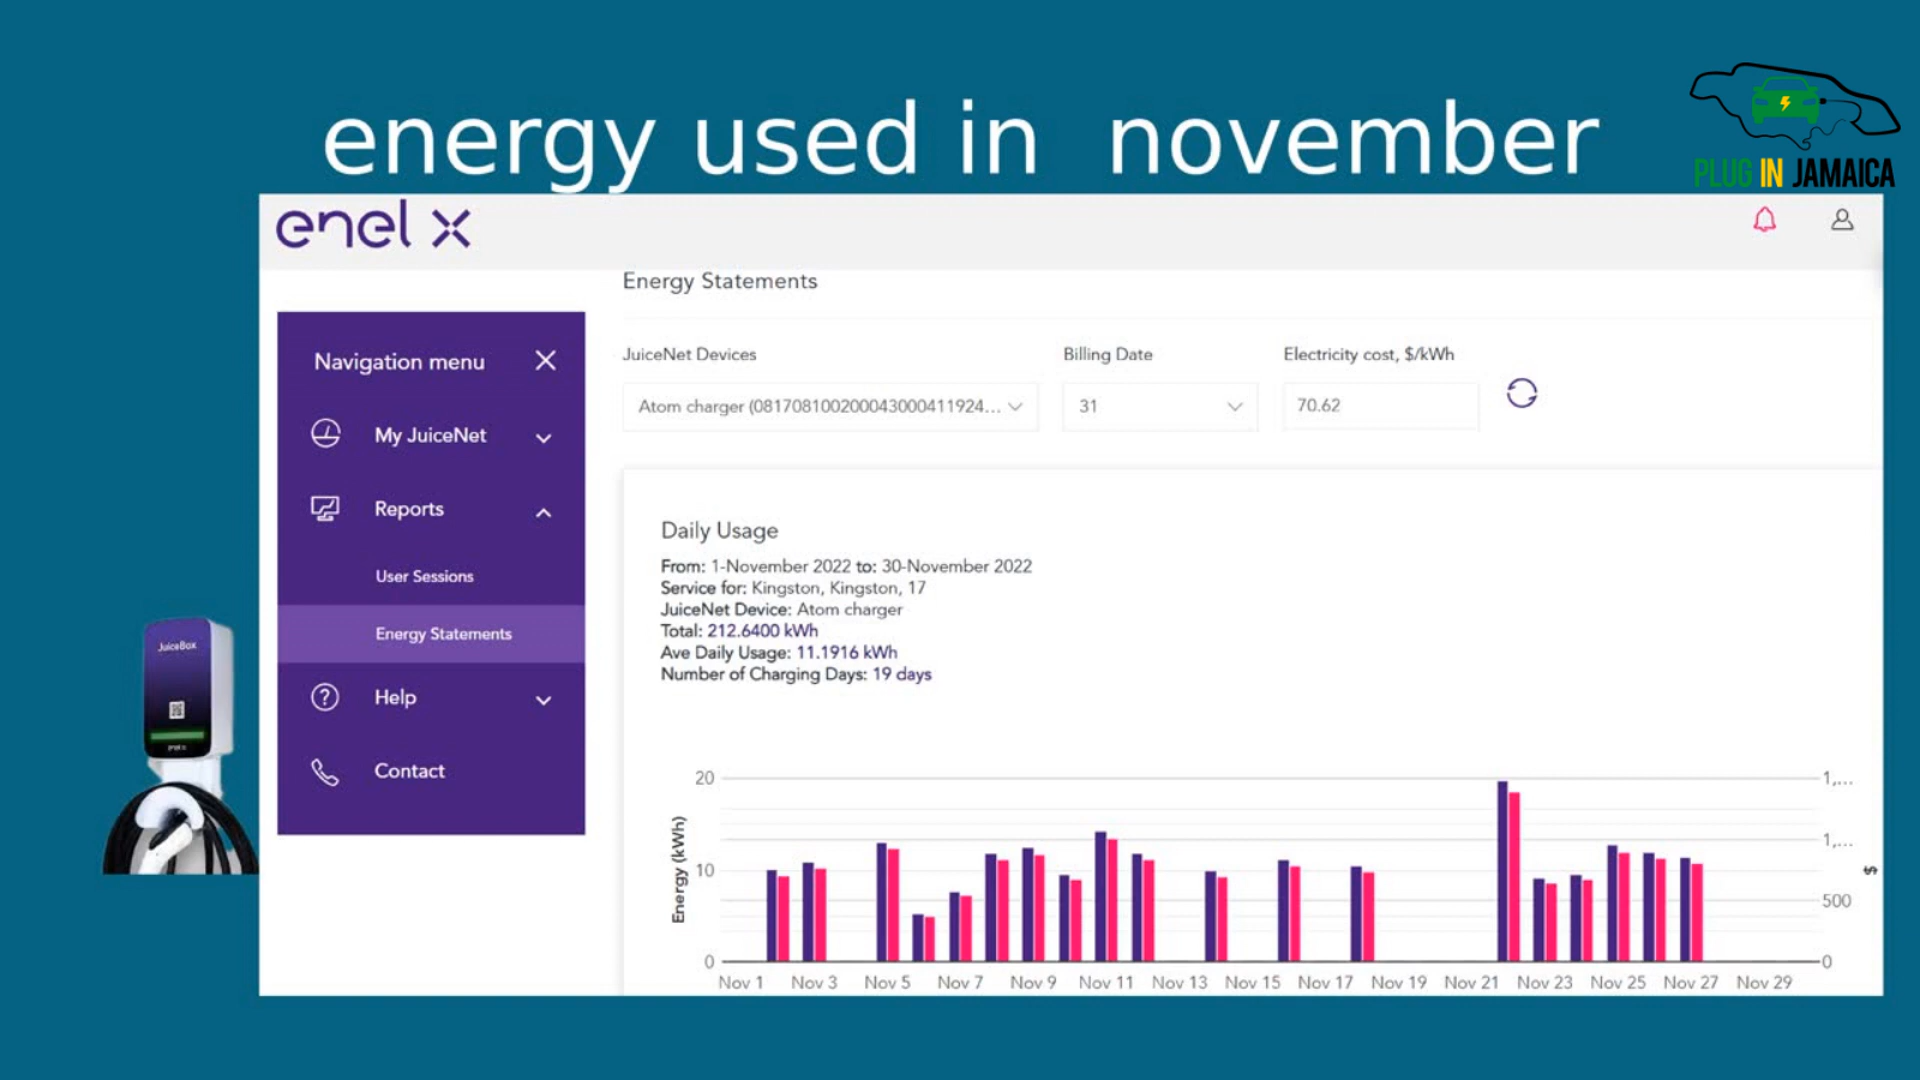 energy used in november
PLUG IN JAMAICA
enel x
Energy Statements
Navigation menu
My JuiceNet
Reports
User Sessions
Energy Statements
Help
Contact
JuiceBox
enel x
JuiceNet Devices
Billing Date
Electricity cost, $/kWh
Atom charger (081708100200043000411924...
31
70.62
Daily Usage
From: 1-November 2022 to: 30-November 2022
Service for: Kingston, Kingston, 17
JuiceNet Device: Atom charger
Total: 212.6400 kWh
Ave Daily Usage: 11.1916 kWh
Number of Charging Days: 19 days
Energy (kWh)
20
10
0
1,...
1,...
500
0
$
Nov 1 Nov 3 Nov 5 Nov 7 Nov 9 Nov 11 Nov 13 Nov 15 Nov 17 Nov 19 Nov 21 Nov 23 Nov 25 Nov 27 Nov 29